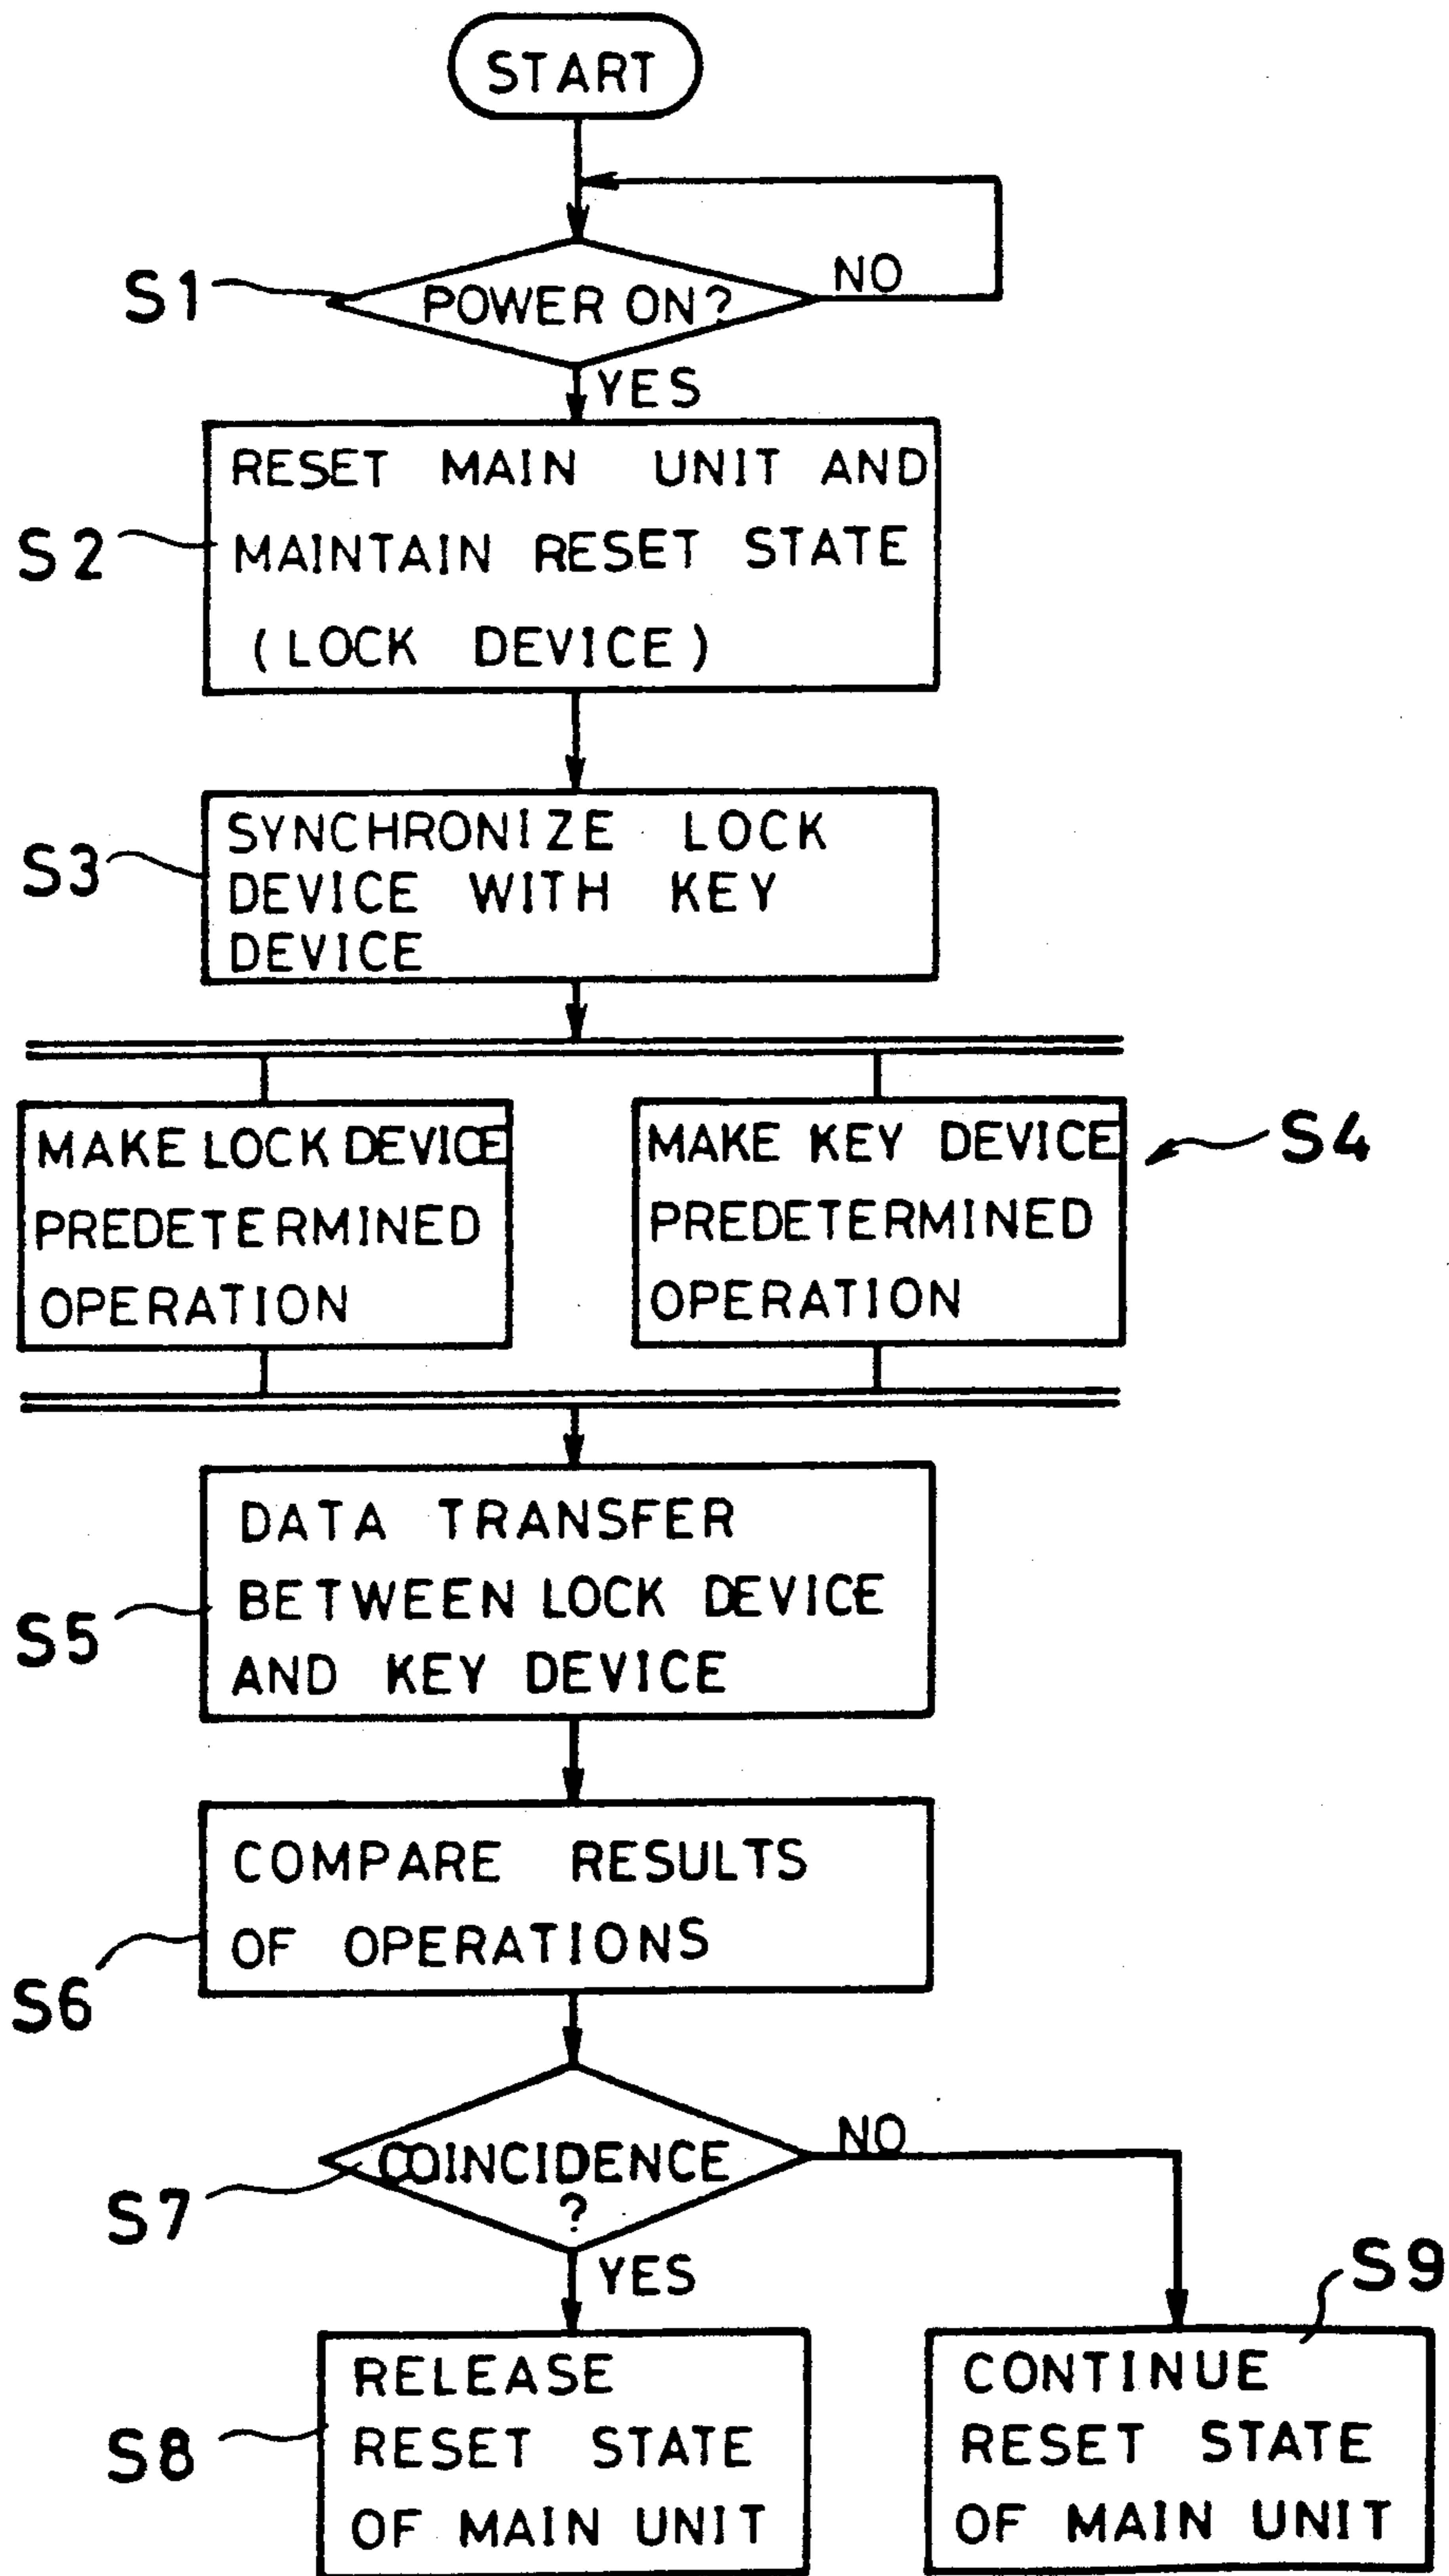 START
S1
POWER ON?
NO
YES
S2
RESET MAIN UNIT AND
MAINTAIN RESET STATE
(LOCK DEVICE)
S3
SYNCHRONIZE LOCK
DEVICE WITH KEY
DEVICE
MAKE LOCK DEVICE
PREDETERMINED
OPERATION
MAKE KEY DEVICE
PREDETERMINED
OPERATION
S4
S5
DATA TRANSFER
BETWEEN LOCK DEVICE
AND KEY DEVICE
S6
COMPARE RESULTS
OF OPERATIONS
S7
COINCIDENCE
?
NO
YES
S8
RELEASE
RESET STATE
OF MAIN UNIT
S9
CONTINUE
RESET STATE
OF MAIN UNIT